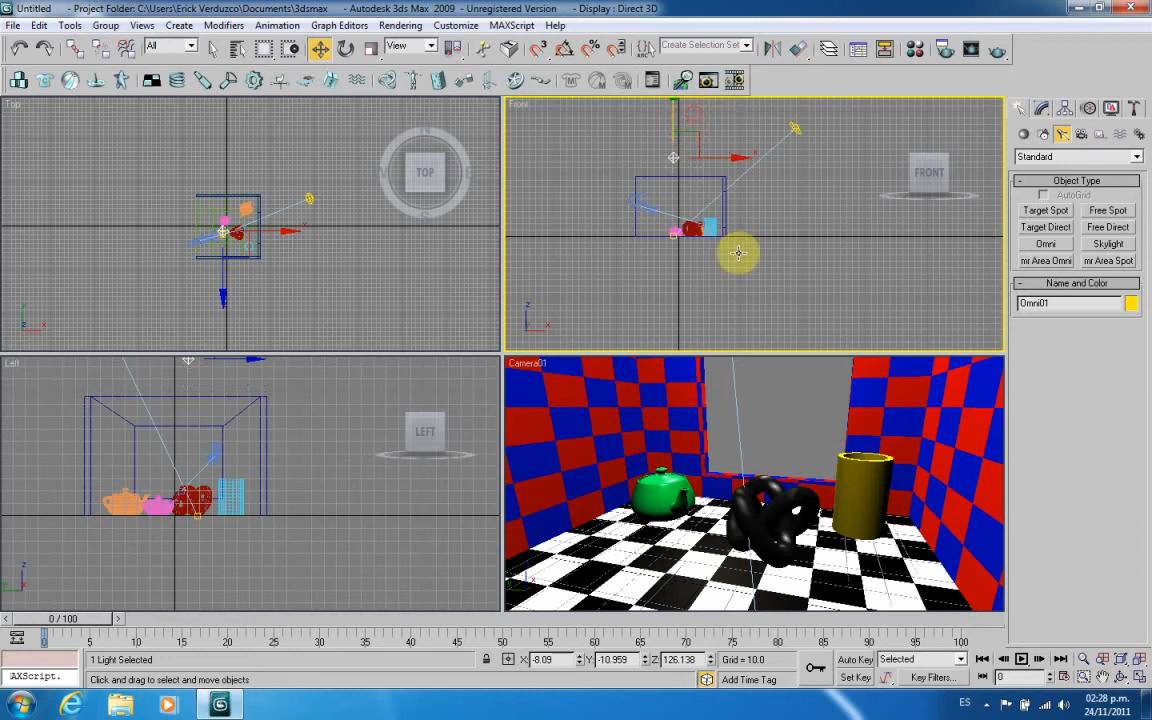 Untitled - Project Folder: C:\Users\Erick Verduzco\Documents\3dsmax - Autodesk 3ds Max 2009 - Unregistered Version - Display : Direct 3D
File Edit Tools Group Views Create Modifiers Animation Graph Editors Rendering Customize MAXScript Help
All View Create Selection Set
Top
TOP
Front
FRONT
Standard
Object Type
AutoGrid
Target Spot Free Spot
Target Direct Free Direct
Omni Skylight
mr Area Omni mr Area Spot
Name and Color
Omni01
Left
LEFT
Camera01
0 / 100
0 5 10 15 20 25 30 35 40 45 50 55 60 65 70 75 80 85 90 95 100
1 Light Selected X: -8.09 Y: -10.959 Z: 126.138 Grid = 10.0 Auto Key Selected
AXScript. Click and drag to select and move objects Add Time Tag Set Key Key Filters... 0
ES 02:28 p.m.
24/11/2011